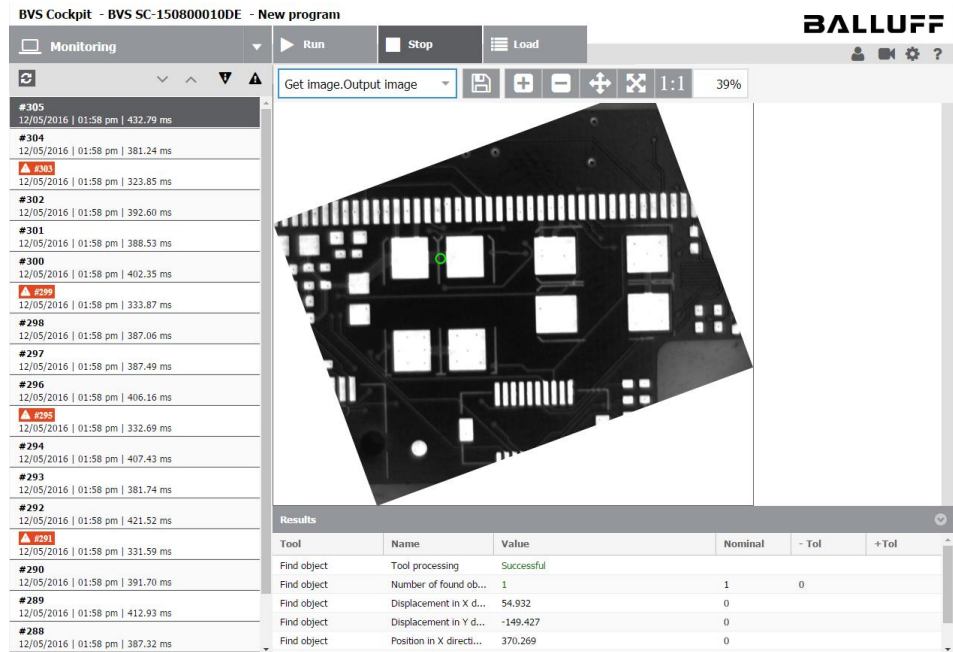 BVS Cockpit - BVS SC-150800010DE - New program
BALLUFF
Monitoring
Run
Stop
Load
?
Get image.Output image
1:1
39%
#305
12/05/2016 | 01:58 pm | 432.79 ms
#304
12/05/2016 | 01:58 pm | 381.24 ms
#303
12/05/2016 | 01:58 pm | 323.85 ms
#302
12/05/2016 | 01:58 pm | 392.60 ms
#301
12/05/2016 | 01:58 pm | 388.53 ms
#300
12/05/2016 | 01:58 pm | 402.35 ms
#299
12/05/2016 | 01:58 pm | 333.87 ms
#298
12/05/2016 | 01:58 pm | 387.06 ms
#297
12/05/2016 | 01:58 pm | 387.49 ms
#296
12/05/2016 | 01:58 pm | 406.16 ms
#295
12/05/2016 | 01:58 pm | 332.69 ms
#294
12/05/2016 | 01:58 pm | 407.43 ms
#293
12/05/2016 | 01:58 pm | 381.74 ms
#292
12/05/2016 | 01:58 pm | 421.52 ms
#291
12/05/2016 | 01:58 pm | 331.59 ms
#290
12/05/2016 | 01:58 pm | 391.70 ms
#289
12/05/2016 | 01:58 pm | 412.93 ms
#288
12/05/2016 | 01:58 pm | 387.32 ms
Results
Tool Name Value Nominal - Tol +Tol
Find object Tool processing Successful
Find object Number of found ob... 1 1 0
Find object Displacement in X d... 54.932 0
Find object Displacement in Y d... -149.427 0
Find object Position in X directi... 370.269 0